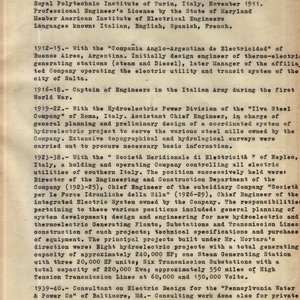 Royal Polytechnic Institute of Turin, Italy, November 1911.
Professional Engineer's License by the State of Maryland
Member American Institute of Electrical Engineers
Languages known: Italian, English, Spanish, French.
1912-15.- With the "Compania Anglo-Argentina de Electricidad" of
Buenos Aires, Argentina. Initially design engineer of thermo-electric
generating stations (steam and Diesel), later Manager of the affilia-
ted Company operating the electric utility and transit system of the
city of Salta.
1916-18.- Captain of Engineers in the Italian Army during the first
World War.
1919-22.- With the Hydroelectric Power Division of the "Ilva Steel
Company" of Rome, Italy. Assistant Chief Engineer, in charge of
general planning and preliminary design of a coordinated system of
hydroelectric project to serve the various steel mills owned by the
Company. Extensive topographical and hydrological surveys were
carried out to procure necessary basic information.
1923-38.- With the "Società Meridionale di Elettricità" of Naples,
Italy, a holding and operating Company controlling all electric
utilities of southern Italy. The position successively held were:
Director of the Engineering and Construction Department of the
Company (1923-25), Chief Engineer of the subsidiary Company "Società
per le Forze Idrauliche della Sila" (1926-29), Chief Engineer of the
integrated System owned by the Company. The responsibilities
pertaining to these various positions included: general planning of
system development; design and engineering for new hydroelectric and
thermoelectric Generating Plants, Substations and Transmission Lines;
construction of such projects; technical specifications and purchase
of equipment. The principal projects built under Mr. Mortara's
direction were: Eight hydroelectric projects with a total generating
capacity of approximately 240,000 HP; one Steam Generating Station
with three 20,000 HP units; Six Transmission Substations with a
total capacity of 220,000 Kva; approximately 550 miles of High
Tension Transmission Lines at 60,000 and 150,000 Volts.
1939-40.- Consultant on Electric Design for the "Pennsylvania Water
& Power Co" of Baltimore, Md.- Consulting work done also for private